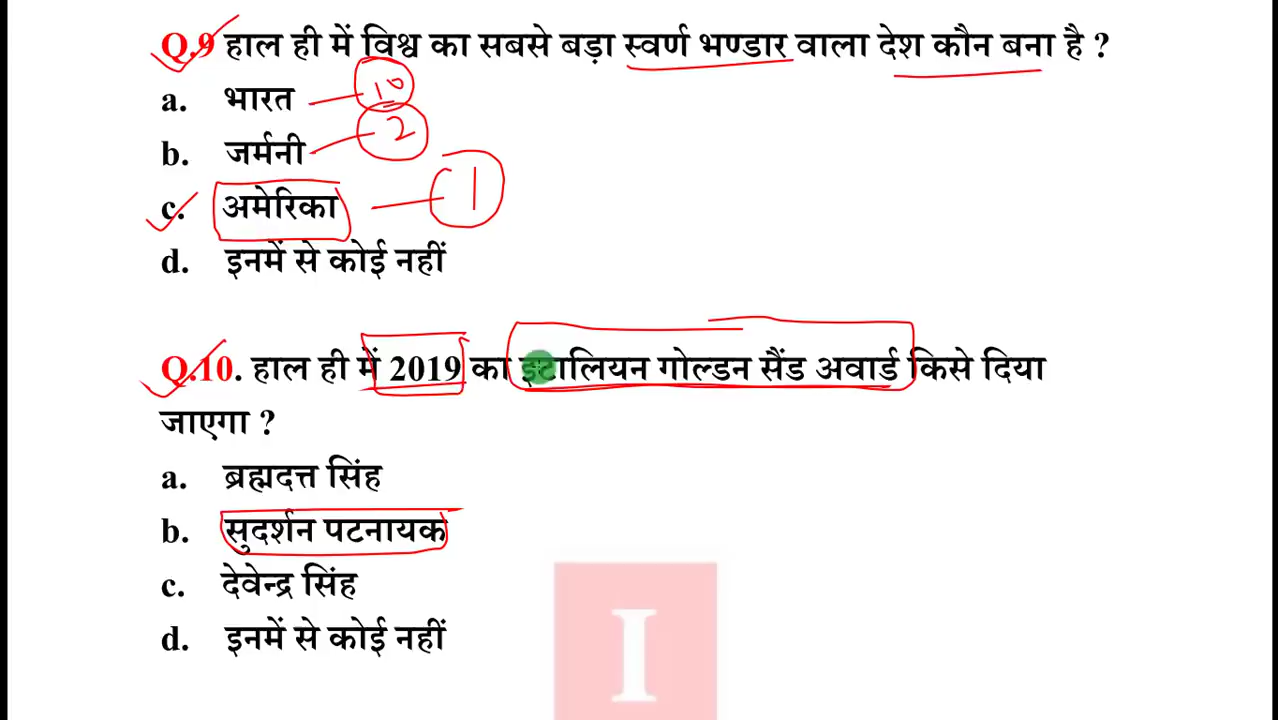 Q.9 हाल ही में विश्व का सबसे बड़ा स्वर्ण भण्डार वाला देश कौन बना है ?
a. भारत 10
b. जर्मनी 2
c. अमेरिका 1
d. इनमें से कोई नहीं
Q.10. हाल ही में 2019 का इटालियन गोल्डन सैंड अवार्ड किसे दिया
जाएगा ?
a. ब्रह्मदत्त सिंह
b. सुदर्शन पटनायक
c. देवेन्द्र सिंह
d. इनमें से कोई नहीं
I